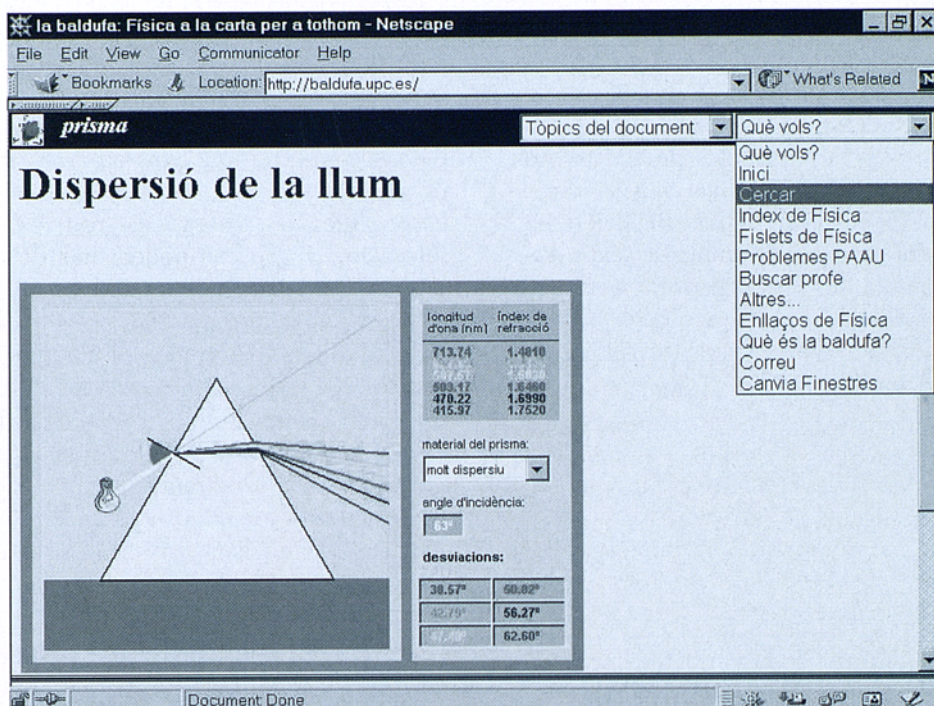 la baldufa: Física a la carta per a tothom - Netscape
File Edit View Go Communicator Help
Bookmarks Location: http://baldufa.upc.es/ What's Related N
prisma Tòpics del document Què vols?
Què vols?
Inici
Cercar
Index de Física
Fislets de Física
Problemes PAAU
Buscar profe
Altres...
Enllaços de Física
Què és la baldufa?
Correu
Canvia Finestres
Dispersió de la llum
longitud d'ona (nm) índex de refracció
713.74 1.4810
503.17 1.6460
470.22 1.6990
415.97 1.7520
material del prisma:
molt dispersiu
angle d'incidència:
63°
desviacions:
38.57° 50.02°
42.79° 56.27°
62.60°
Document: Done